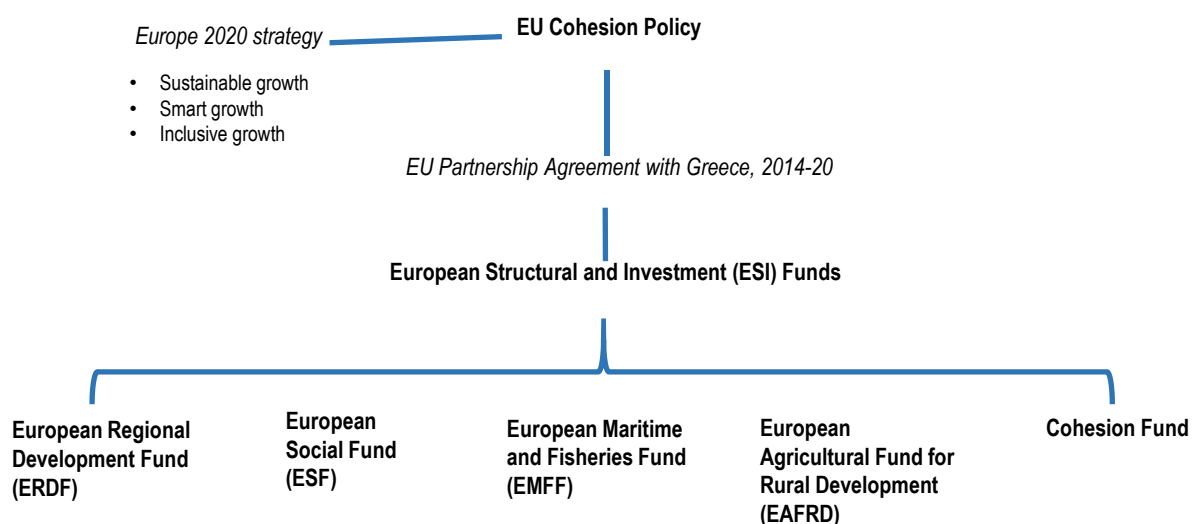 EU Cohesion Policy
Europe 2020 strategy
• Sustainable growth
• Smart growth
• Inclusive growth
EU Partnership Agreement with Greece, 2014-20
European Structural and Investment (ESI) Funds
European Regional
Development Fund
(ERDF)
European
Social Fund
(ESF)
European Maritime
and Fisheries Fund
(EMFF)
European
Agricultural Fund for
Rural Development
(EAFRD)
Cohesion Fund